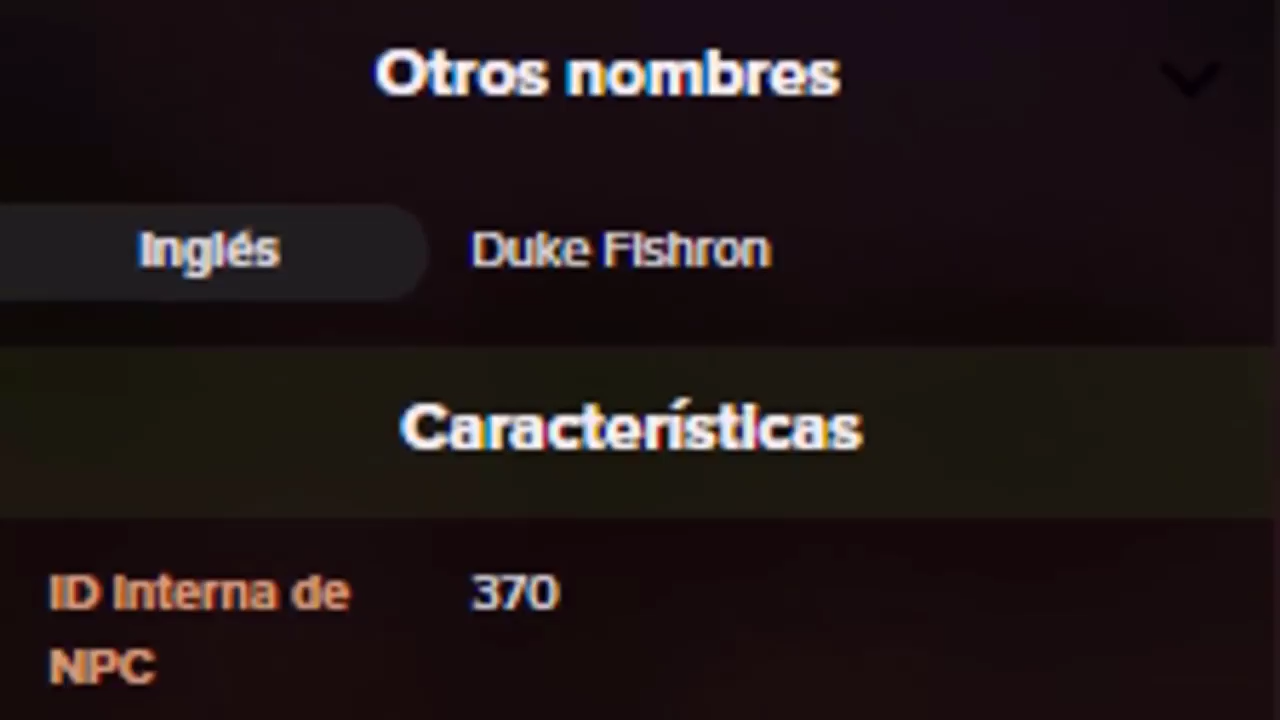 Otros nombres
Inglés Duke Fishron
Características
ID Interna de 370
NPC